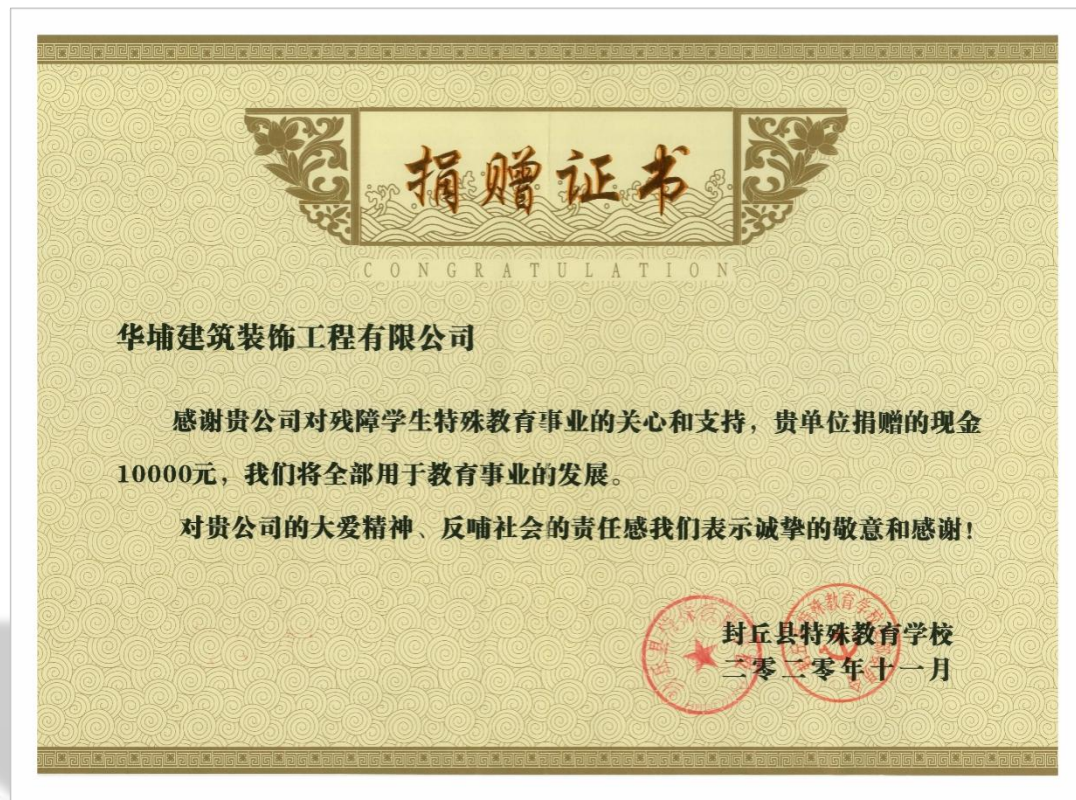 捐赠证书
CONGRATULATION
华埔建筑装饰工程有限公司
感谢贵公司对残障学生特殊教育事业的关心和支持，贵单位捐赠的现金
10000元，我们将全部用于教育事业的发展。
对贵公司的大爱精神、反哺社会的责任感我们表示诚挚的敬意和感谢！
封丘县特殊教育学校
二零二零年十一月